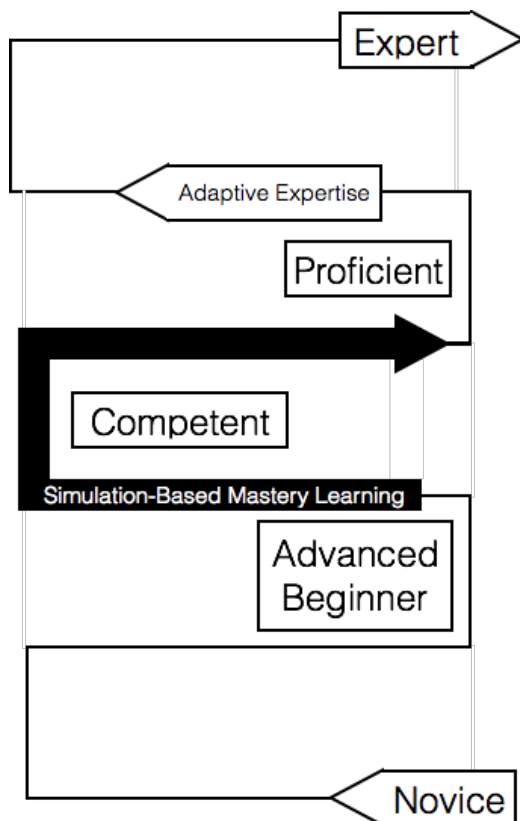 Expert
Adaptive Expertise
Proficient
Competent
Simulation-Based Mastery Learning
Advanced
Beginner
Novice